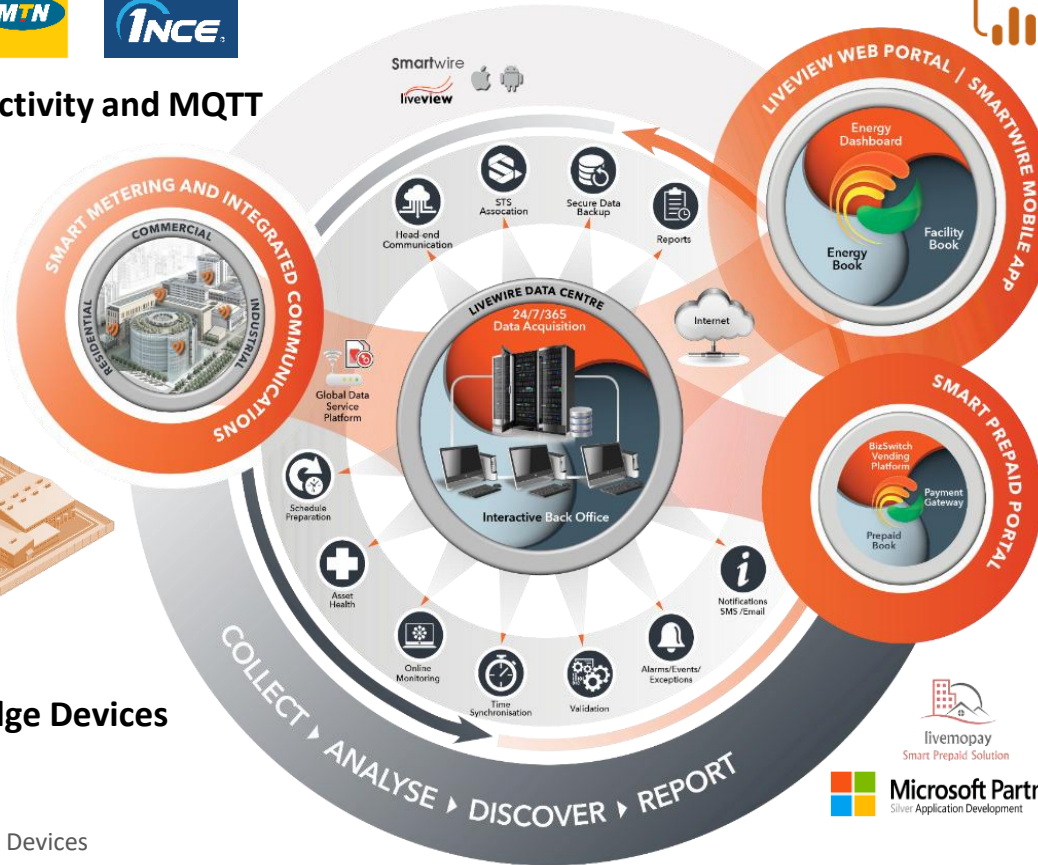 MTN
1NCE
ctivity and MQTT
Smartwire
liveview
LIVEVIEW WEB PORTAL | SMARTWIRE MOBILE APP
Energy
Dashboard
Energy
Book
Facility
Book
SMART METERING AND INTEGRATED COMMUNICATIONS
COMMERCIAL
RESIDENTIAL
INDUSTRIAL
Head-end
Communication
STS
Assocation
Secure Data
Backup
Reports
Internet
LIVEWIRE DATA CENTRE
24/7/365
Data Acquisition
Interactive Back Office
Global Data
Service
Platform
SMART PREPAID PORTAL
BizSwitch
Vending
Platform
Payment
Gateway
Prepaid
Book
Schedule
Preparation
Asset
Health
Online
Monitoring
Time
Synchronisation
Validation
Alarms/Events/
Exceptions
Notifications
SMS /Email
COLLECT ▸ ANALYSE ▸ DISCOVER ▸ REPORT
dge Devices
Devices
livemopay
Smart Prepaid Solution
Microsoft Partn
Silver Application Development